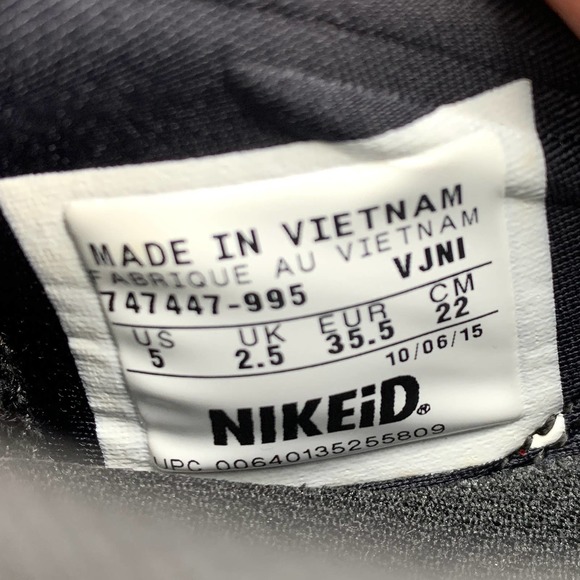 MADE IN VIETNAM
FABRIQUE AU VIETNAM
747447-995 VJNI
US UK EUR CM
5 2.5 35.5 22
10/06/15
NIKEiD®
UPC 00640135255809